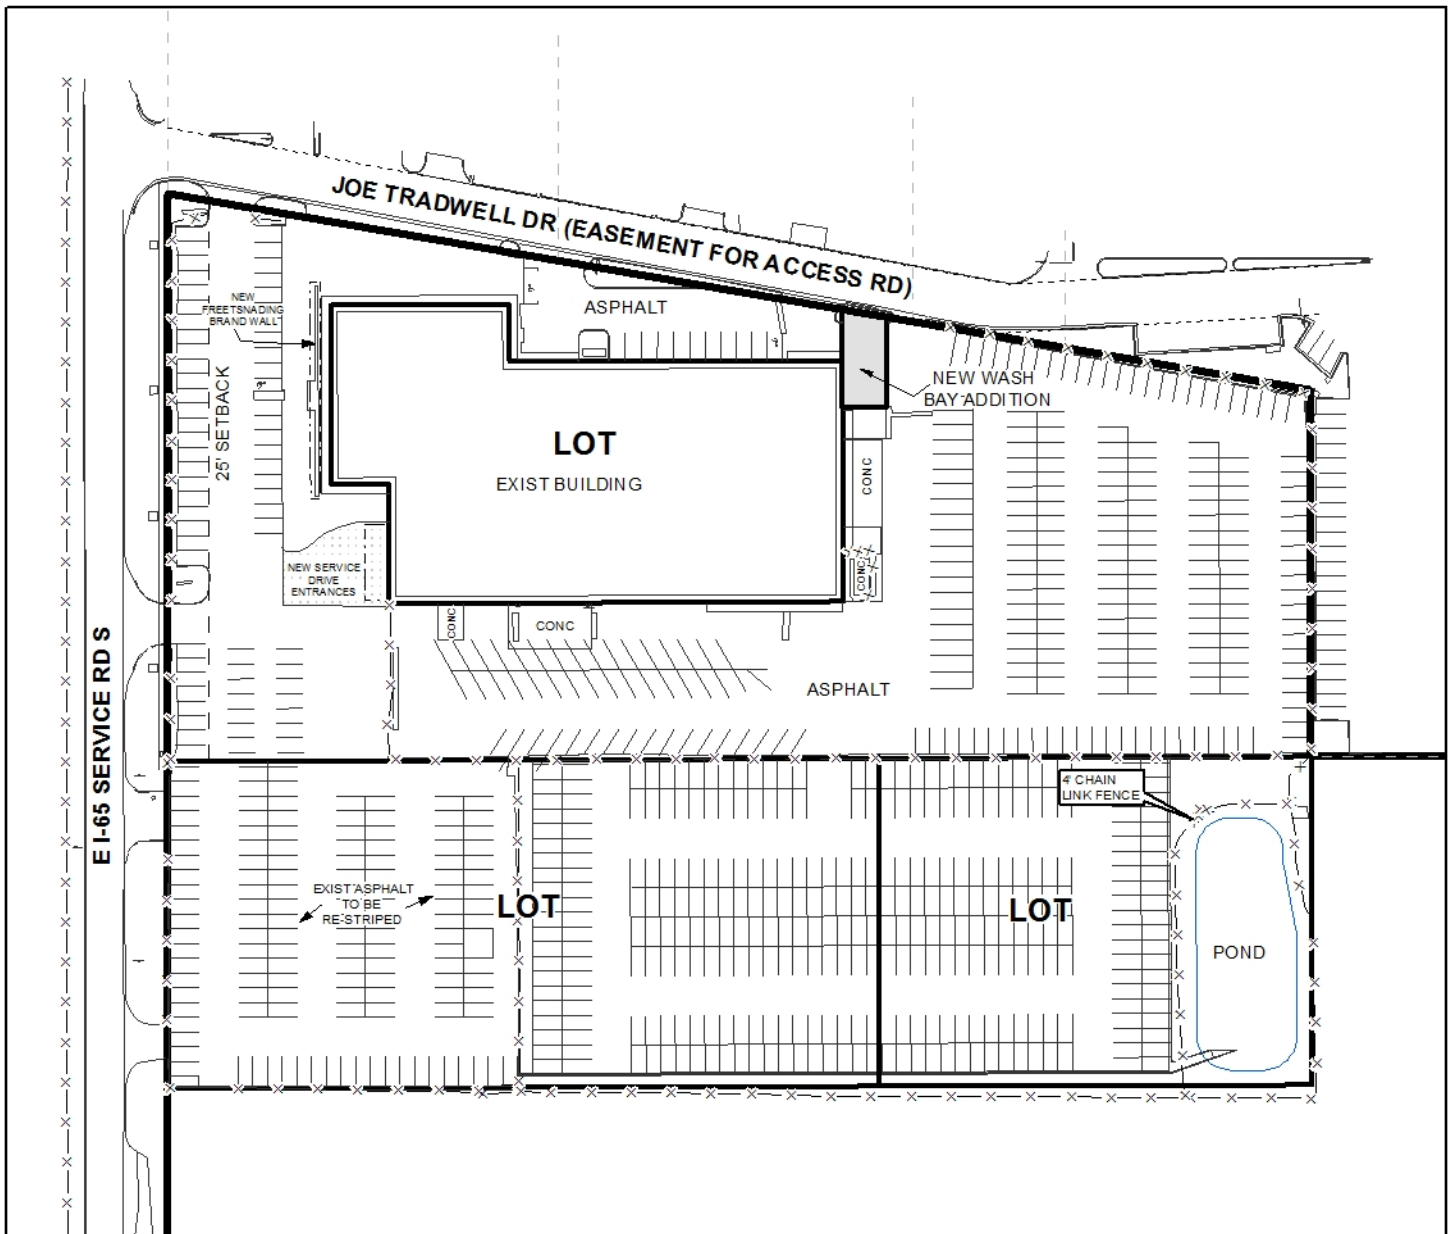 JOE TRADWELL DR (EASEMENT FOR ACCESS RD)
NEW
FREETSNADING
BRAND WALL
ASPHALT
25' SETBACK
NEW WASH
BAY ADDITION
LOT
EXIST BUILDING
CONC
CONC
NEW SERVICE
DRIVE
ENTRANCES
CONC
CONC
ASPHALT
E I-65 SERVICE RD S
4' CHAIN
LINK FENCE
EXIST ASPHALT
TO BE
RE-STRIPED
LOT
LOT
POND